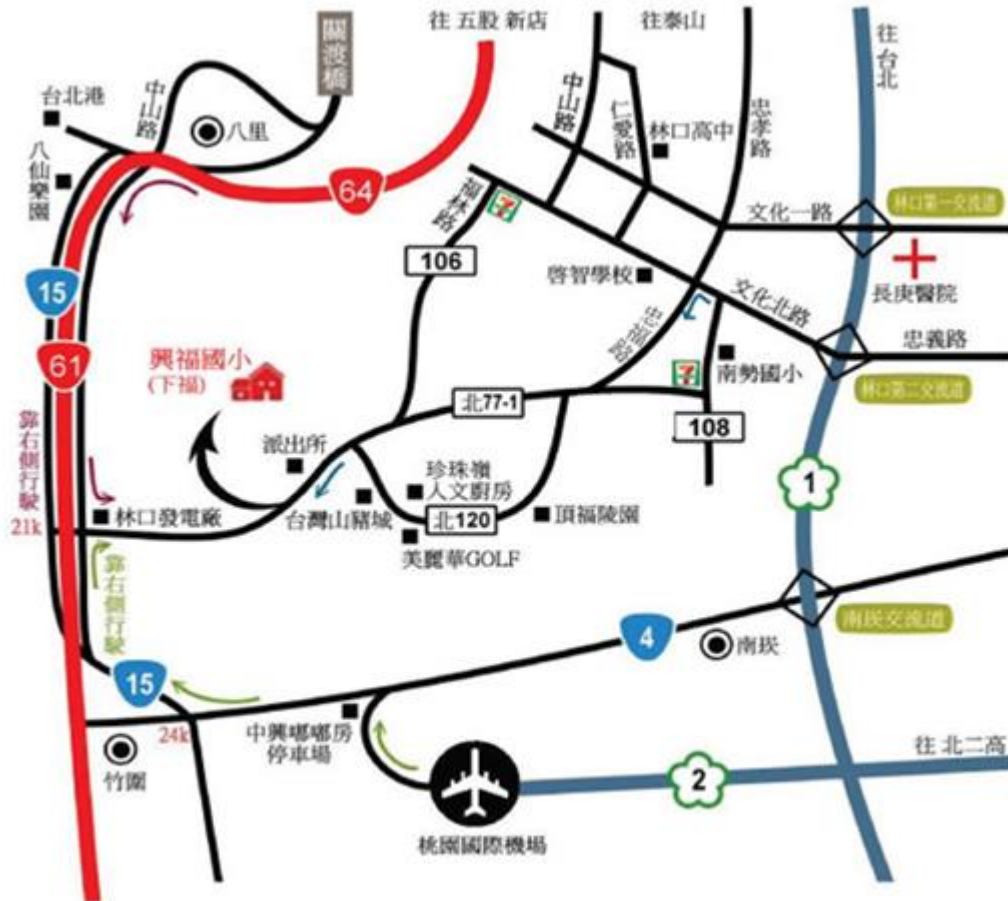 關渡橋
往 五股 新店
往泰山
往台北
台北港
中山路
八里
中山路
仁愛路
林口高中
忠孝路
八仙樂園
64
福林路
文化一路
林口第一交流道
106
啓智學校
文化北路
長庚醫院
15
忠福路
忠義路
61
興福國小
(下福)
南勢國小
林口第二交流道
北77-1
108
靠右側行駛
派出所
珍珠嶺
人文廚房
1
21k
林口發電廠
台灣山豬城
北120
頂福陵園
美麗華GOLF
靠右側行駛
4
南崁交流道
南崁
15
24k
中興嘟嘟房
停車場
竹圍
2
往 北二高
桃園國際機場